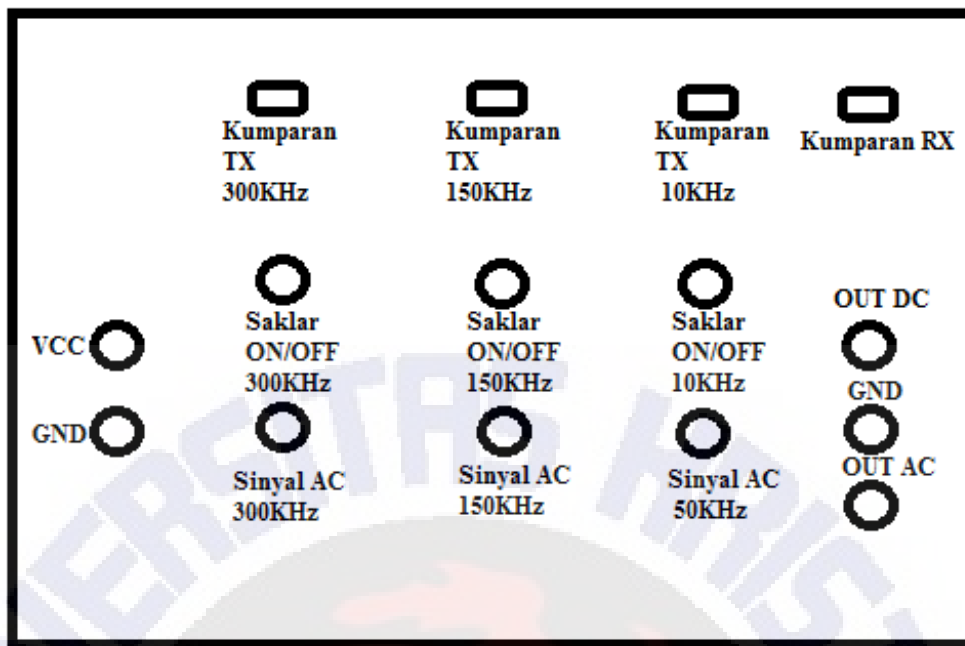 Kumparan
TX
300KHz
Kumparan
TX
150KHz
Kumparan
TX
10KHz
Kumparan RX
VCC
GND
Saklar
ON/OFF
300KHz
Saklar
ON/OFF
150KHz
Saklar
ON/OFF
10KHz
OUT DC
GND
OUT AC
Sinyal AC
300KHz
Sinyal AC
150KHz
Sinyal AC
50KHz
ERSITAS KRIS